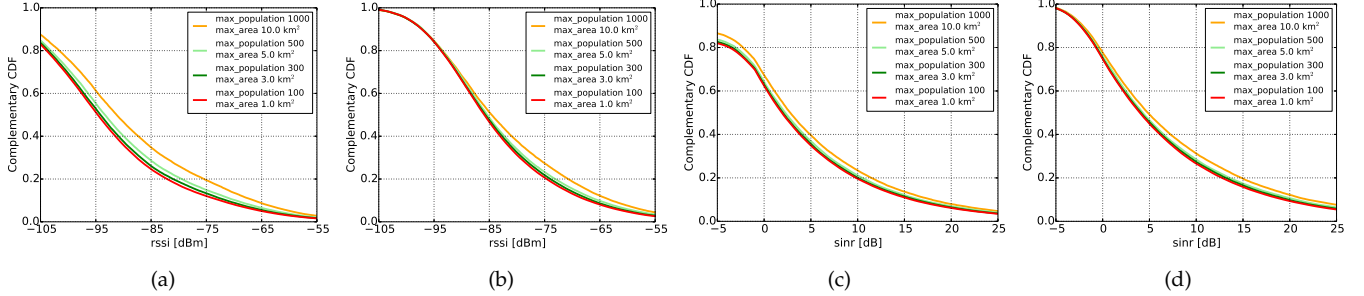 1.0
0.8
0.6
0.4
0.2
0.0
Complementary CDF
−105 −95 −85 −75 −65 −55
rssi [dBm]
max_population 1000
max_area 10.0 km²
max_population 500
max_area 5.0 km²
max_population 300
max_area 3.0 km²
max_population 100
max_area 1.0 km²
(a)
1.0
0.8
0.6
0.4
0.2
0.0
Complementary CDF
−105 −95 −85 −75 −65 −55
rssi [dBm]
max_population 1000
max_area 10.0 km²
max_population 500
max_area 5.0 km²
max_population 300
max_area 3.0 km²
max_population 100
max_area 1.0 km²
(b)
1.0
0.8
0.6
0.4
0.2
0.0
Complementary CDF
−5 0 5 10 15 20 25
sinr [dB]
max_population 1000
max_area 10.0 km²
max_population 500
max_area 5.0 km²
max_population 300
max_area 3.0 km²
max_population 100
max_area 1.0 km²
(c)
1.0
0.8
0.6
0.4
0.2
0.0
Complementary CDF
−5 0 5 10 15 20 25
sinr [dB]
max_population 1000
max_area 10.0 km²
max_population 500
max_area 5.0 km²
max_population 300
max_area 3.0 km²
max_population 100
max_area 1.0 km²
(d)